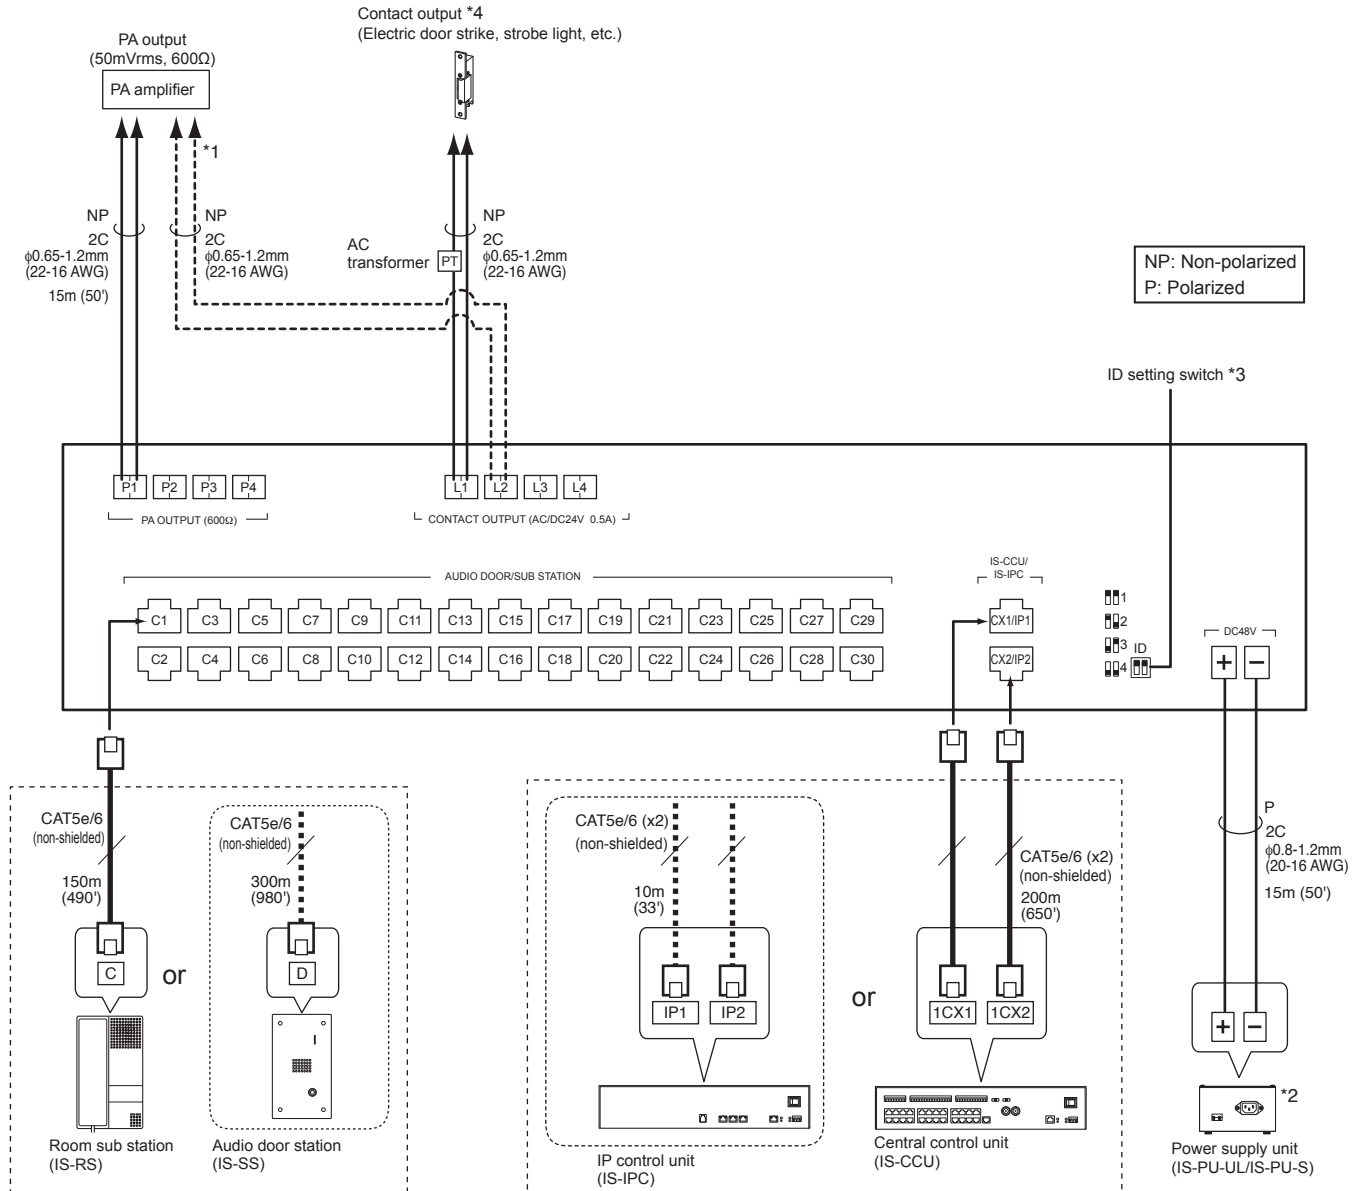 Contact output *4
(Electric door strike, strobe light, etc.)
PA output
(50mVrms, 600Ω)
PA amplifier
*1
NP
2C
φ0.65-1.2mm
(22-16 AWG)
15m (50')
NP
2C
φ0.65-1.2mm
(22-16 AWG)
AC
transformer
PT
NP
2C
φ0.65-1.2mm
(22-16 AWG)
NP: Non-polarized
P: Polarized
ID setting switch *3
P1 P2 P3 P4
PA OUTPUT (600Ω)
L1 L2 L3 L4
CONTACT OUTPUT (AC/DC24V 0.5A)
AUDIO DOOR/SUB STATION
C1 C3 C5 C7 C9 C11 C13 C15 C17 C19 C21 C23 C25 C27 C29
C2 C4 C6 C8 C10 C12 C14 C16 C18 C20 C22 C24 C26 C28 C30
IS-CCU/
IS-IPC
CX1/IP1
CX2/IP2
1
2
3
4
ID
DC48V
+ −
CAT5e/6
(non-shielded)
150m
(490')
C
Room sub station
(IS-RS)
or
CAT5e/6
(non-shielded)
300m
(980')
D
Audio door station
(IS-SS)
CAT5e/6 (x2)
(non-shielded)
10m
(33')
IP1 IP2
IP control unit
(IS-IPC)
or
CAT5e/6 (x2)
(non-shielded)
200m
(650')
1CX1 1CX2
Central control unit
(IS-CCU)
P
2C
φ0.8-1.2mm
(20-16 AWG)
15m (50')
+ −
*2
Power supply unit
(IS-PU-UL/IS-PU-S)